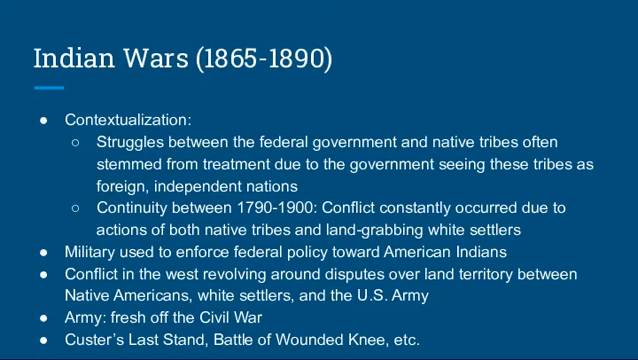 Indian Wars (1865-1890)
● Contextualization:
○ Struggles between the federal government and native tribes often
stemmed from treatment due to the government seeing these tribes as
foreign, independent nations
○ Continuity between 1790-1900: Conflict constantly occurred due to
actions of both native tribes and land-grabbing white settlers
● Military used to enforce federal policy toward American Indians
● Conflict in the west revolving around disputes over land territory between
Native Americans, white settlers, and the U.S. Army
● Army: fresh off the Civil War
● Custer's Last Stand, Battle of Wounded Knee, etc.